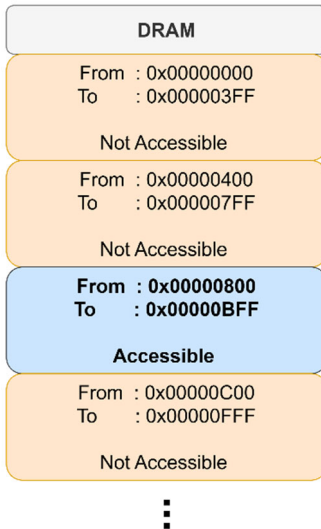 DRAM
From : 0x00000000
To : 0x000003FF
Not Accessible
From : 0x00000400
To : 0x000007FF
Not Accessible
From : 0x00000800
To : 0x00000BFF
Accessible
From : 0x00000C00
To : 0x00000FFF
Not Accessible